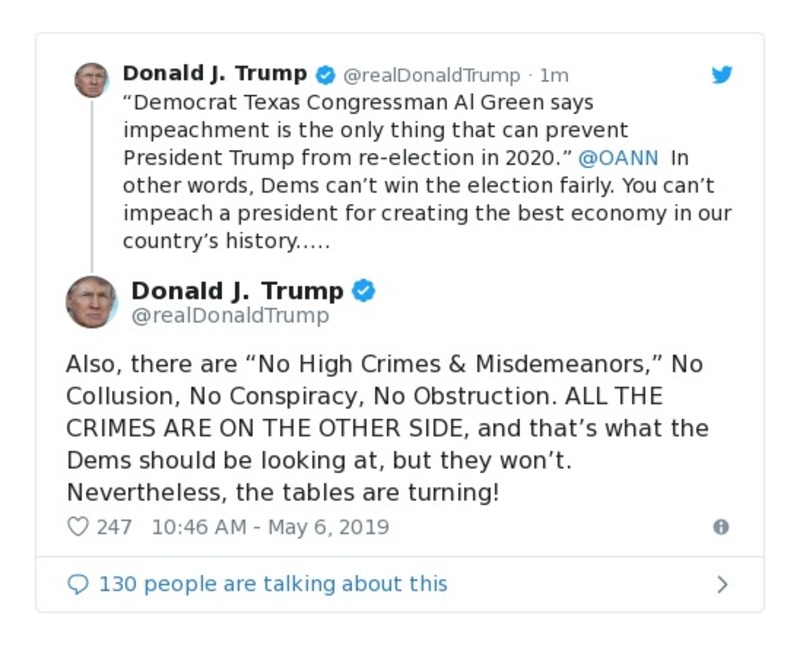 Donald J. Trump @realDonaldTrump · 1m
“Democrat Texas Congressman Al Green says
impeachment is the only thing that can prevent
President Trump from re-election in 2020.” @OANN In
other words, Dems can’t win the election fairly. You can’t
impeach a president for creating the best economy in our
country’s history.....
Donald J. Trump
@realDonaldTrump
Also, there are “No High Crimes & Misdemeanors,” No
Collusion, No Conspiracy, No Obstruction. ALL THE
CRIMES ARE ON THE OTHER SIDE, and that’s what the
Dems should be looking at, but they won’t.
Nevertheless, the tables are turning!
247 10:46 AM - May 6, 2019
130 people are talking about this